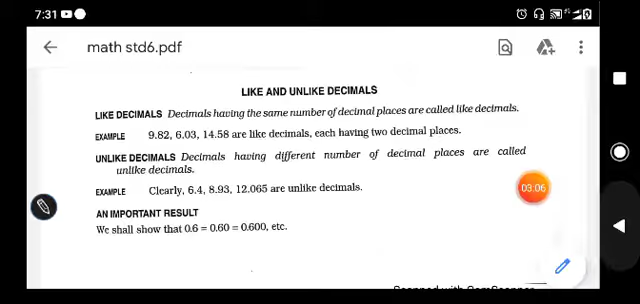 7:31
math std6.pdf
LIKE AND UNLIKE DECIMALS
LIKE DECIMALS Decimals having the same number of decimal places are called like decimals.
EXAMPLE 9.82, 6.03, 14.58 are like decimals, each having two decimal places.
UNLIKE DECIMALS Decimals having different number of decimal places are called
unlike decimals.
EXAMPLE Clearly, 6.4, 8.93, 12.065 are unlike decimals.
03:06
AN IMPORTANT RESULT
We shall show that 0.6 = 0.60 = 0.600, etc.